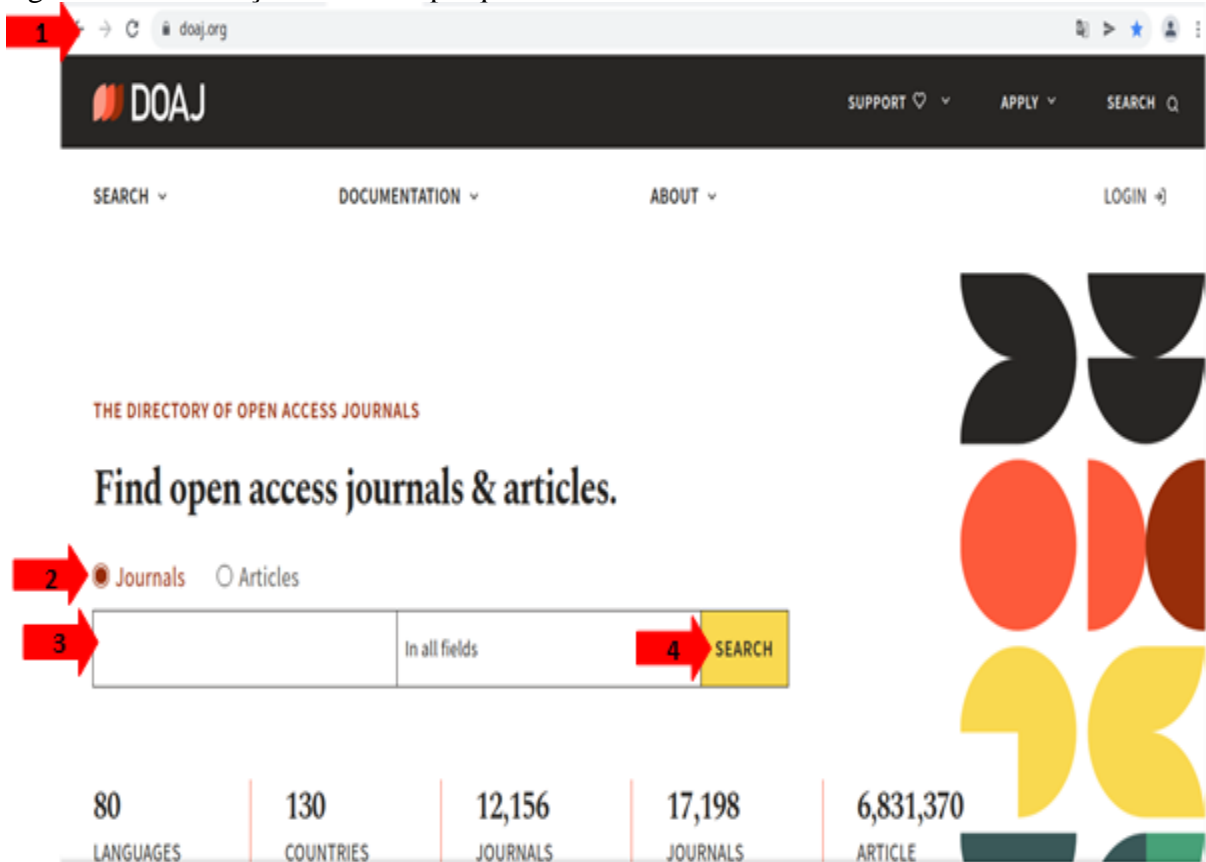 1 doaj.org
DOAJ SUPPORT APPLY SEARCH
SEARCH DOCUMENTATION ABOUT LOGIN
THE DIRECTORY OF OPEN ACCESS JOURNALS
Find open access journals & articles.
2 Journals Articles
3 In all fields 4 SEARCH
80 130 12,156 17,198 6,831,370
LANGUAGES COUNTRIES JOURNALS JOURNALS ARTICLE